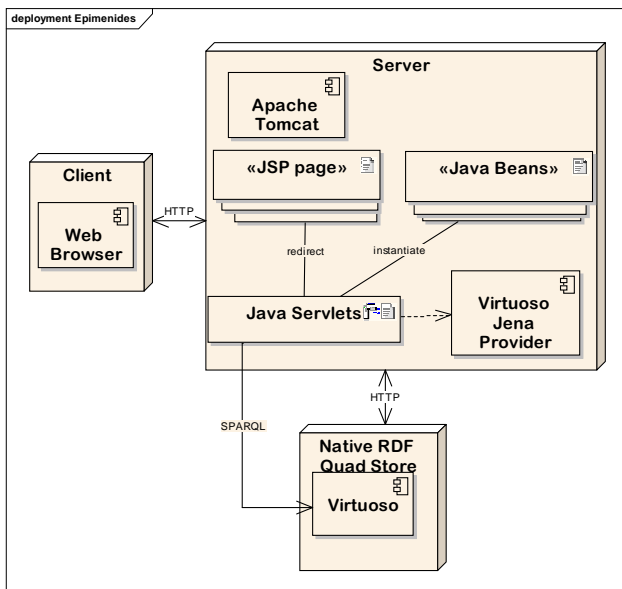 deployment Epimenides
Server
Apache
Tomcat
«JSP page»
«Java Beans»
Client
Web
Browser
HTTP
redirect
instantiate
Java Servlets
Virtuoso
Jena
Provider
HTTP
SPARQL
Native RDF
Quad Store
Virtuoso